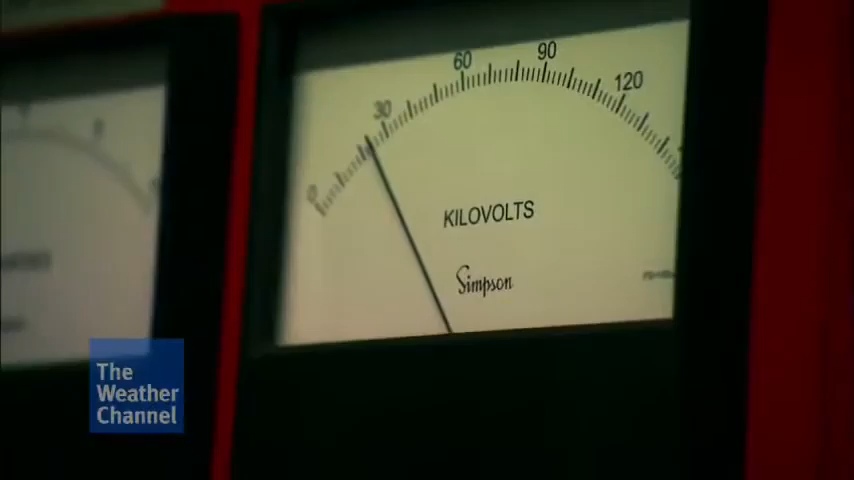 0
30
60
90
120
KILOVOLTS
Simpson
The
Weather
Channel